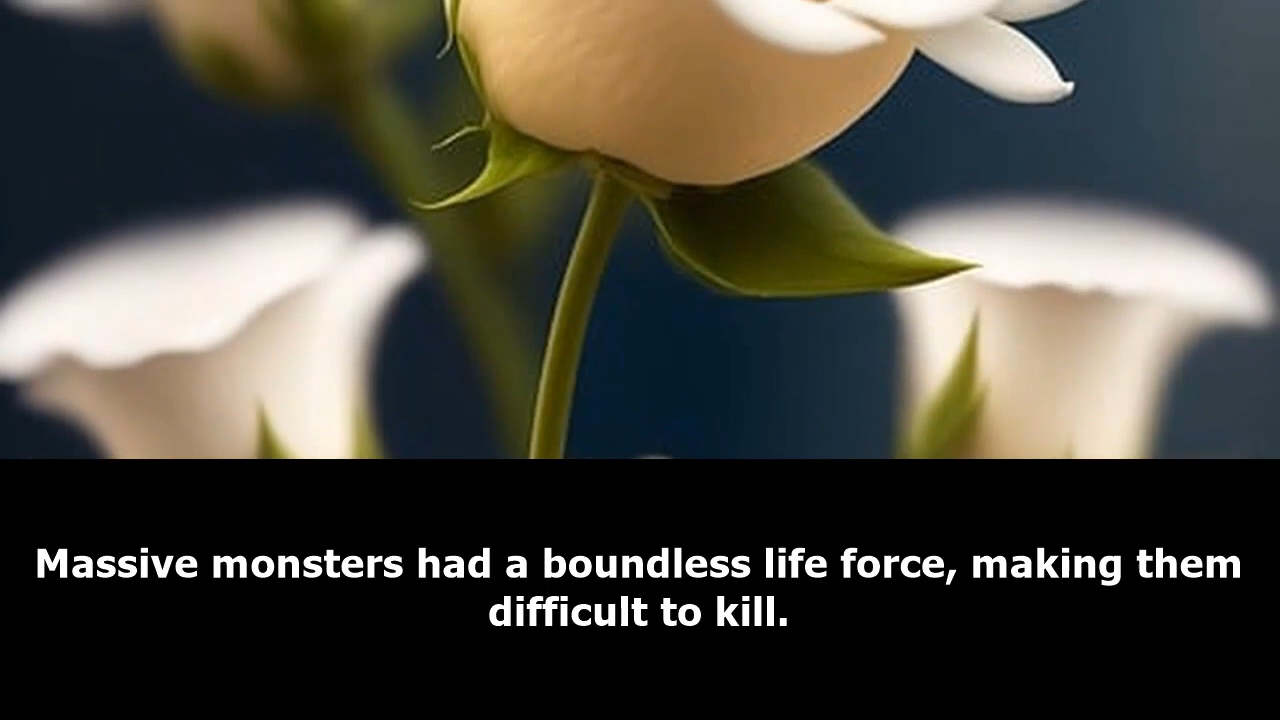 Massive monsters had a boundless life force, making them
difficult to kill.